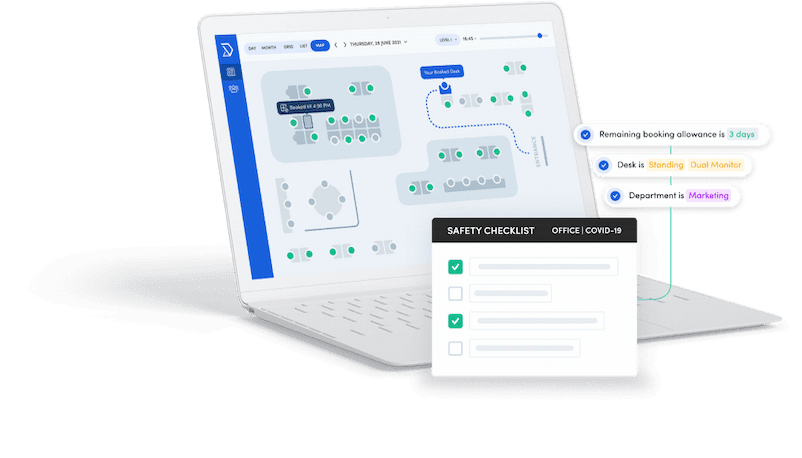 DAY MONTH GRID LIST MAP
THURSDAY, 25 JUNE 2021
LEVEL 1
16:45
Your Booked Desk
Booked till 4:30 PM
ENTRANCE
Remaining booking allowance is 3 days
Desk is Standing Dual Monitor
Department is Marketing
SAFETY CHECKLIST OFFICE | COVID-19